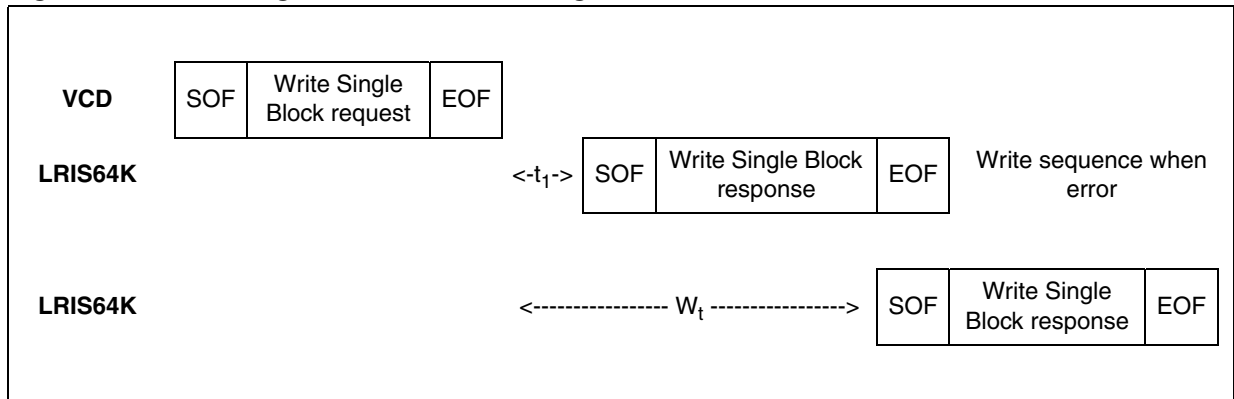 VCD SOF Write Single Block request EOF
LRIS64K <-t1-> SOF Write Single Block response EOF Write sequence when error
LRIS64K <------------------ Wt -----------------> SOF Write Single Block response EOF